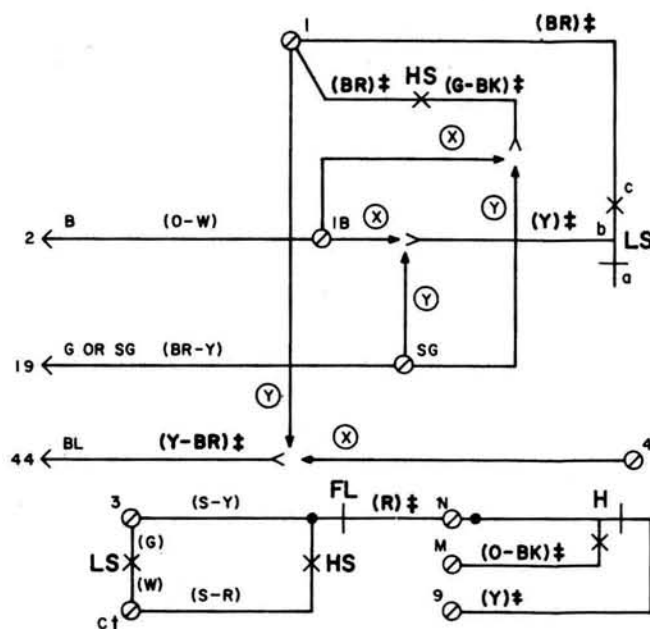 1 (BR)‡
(BR)‡ HS (G-BK)‡
X
Y
c
2 B (O-W) 1B X (Y)‡ b LS
a
Y
19 G OR SG (BR-Y) SG
Y
44 BL (Y-BR)‡ X 4
3 (S-Y) FL (R)‡ N H
(G)
LS HS M (O-BK)‡
(W)
C† (S-R) 9 (Y)‡